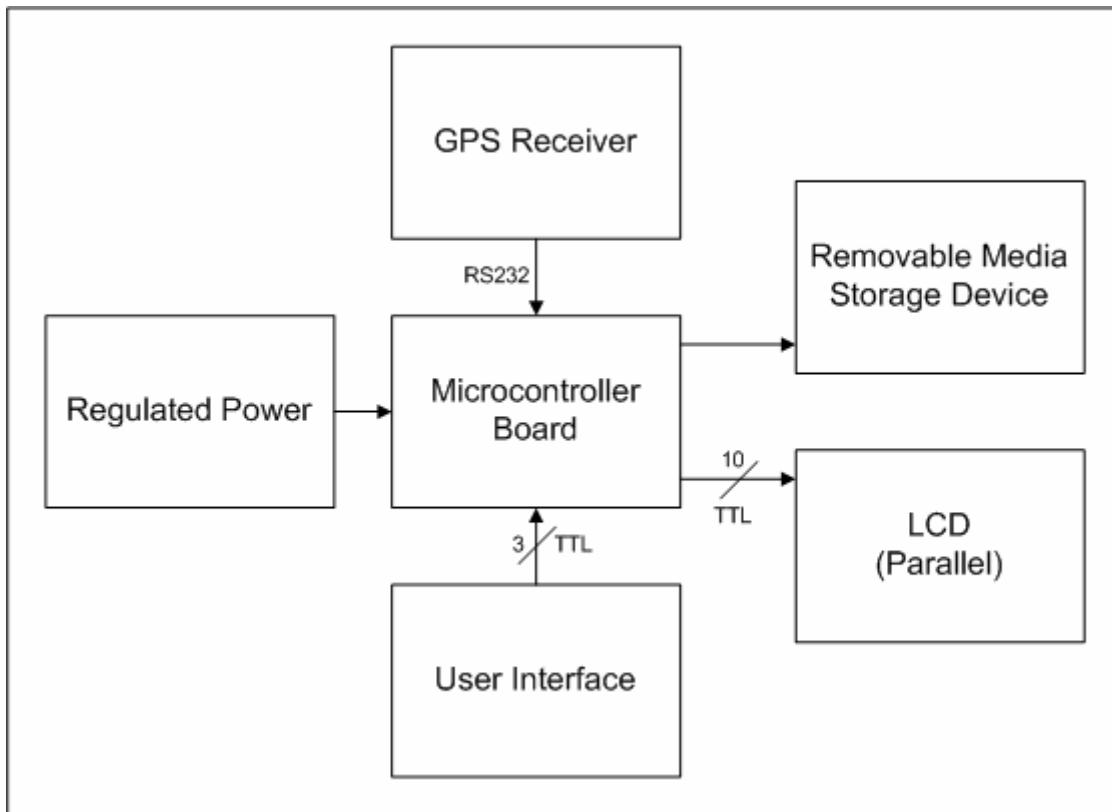 GPS Receiver
RS232
Removable Media
Storage Device
Regulated Power
Microcontroller
Board
10
TTL
LCD
(Parallel)
3
TTL
User Interface